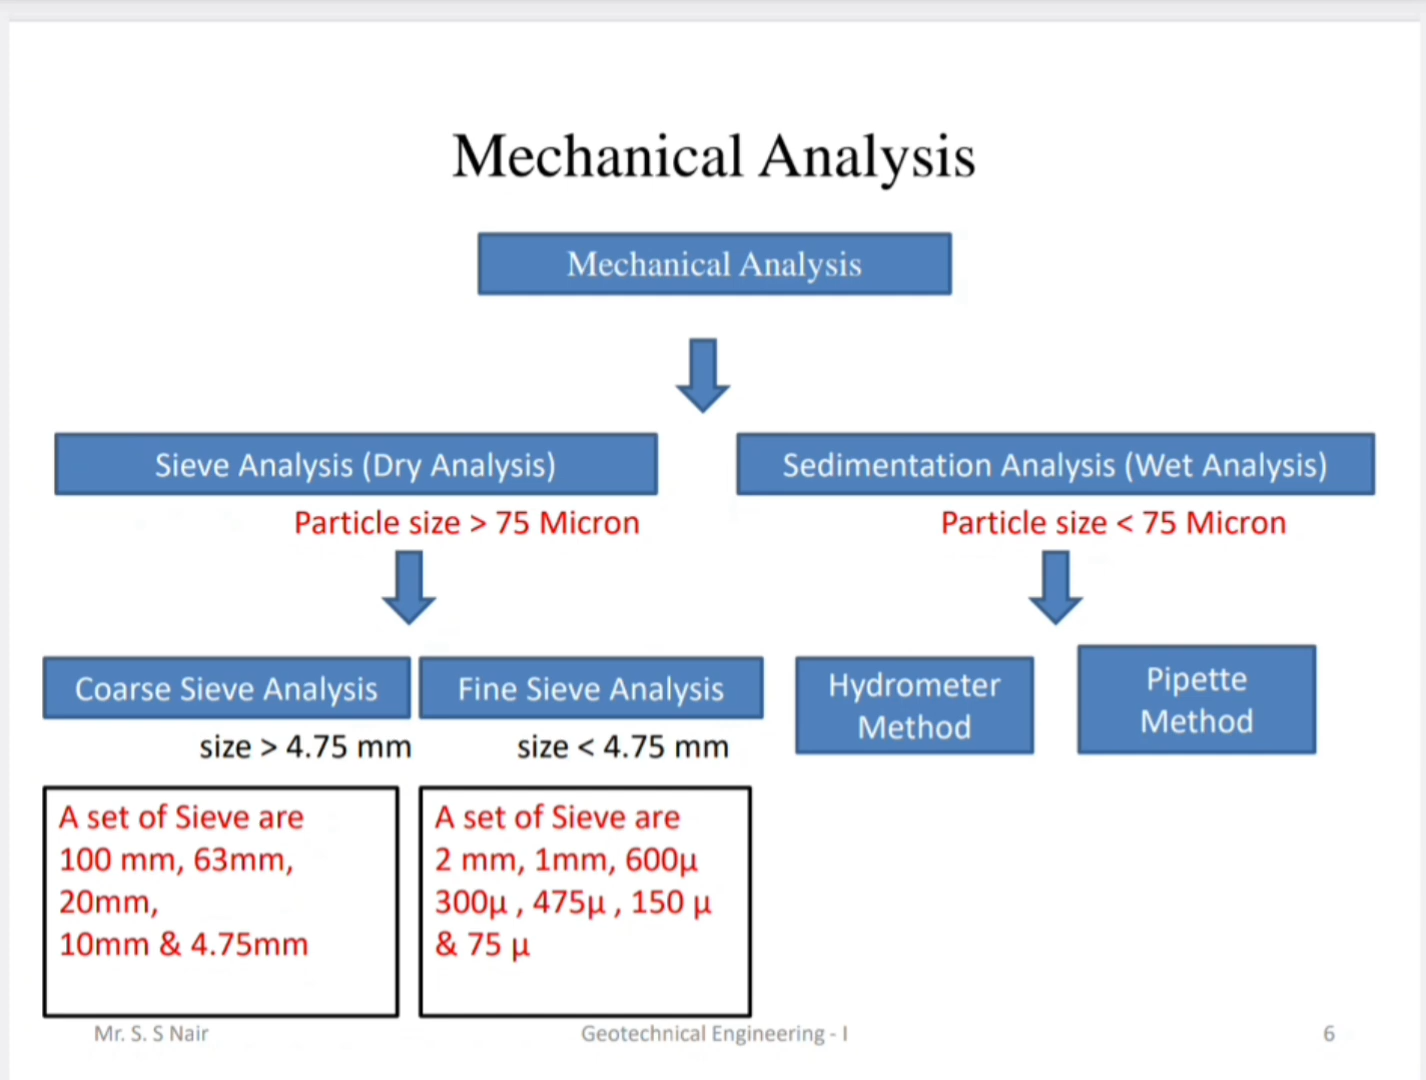 Mechanical Analysis
Mechanical Analysis
Sieve Analysis (Dry Analysis)
Sedimentation Analysis (Wet Analysis)
Particle size > 75 Micron
Particle size < 75 Micron
Coarse Sieve Analysis
Fine Sieve Analysis
Hydrometer
Method
Pipette
Method
size > 4.75 mm
size < 4.75 mm
A set of Sieve are
100 mm, 63mm,
20mm,
10mm & 4.75mm
A set of Sieve are
2 mm, 1mm, 600µ
300µ , 475µ , 150 µ
& 75 µ
Mr. S. S Nair
Geotechnical Engineering - I
6